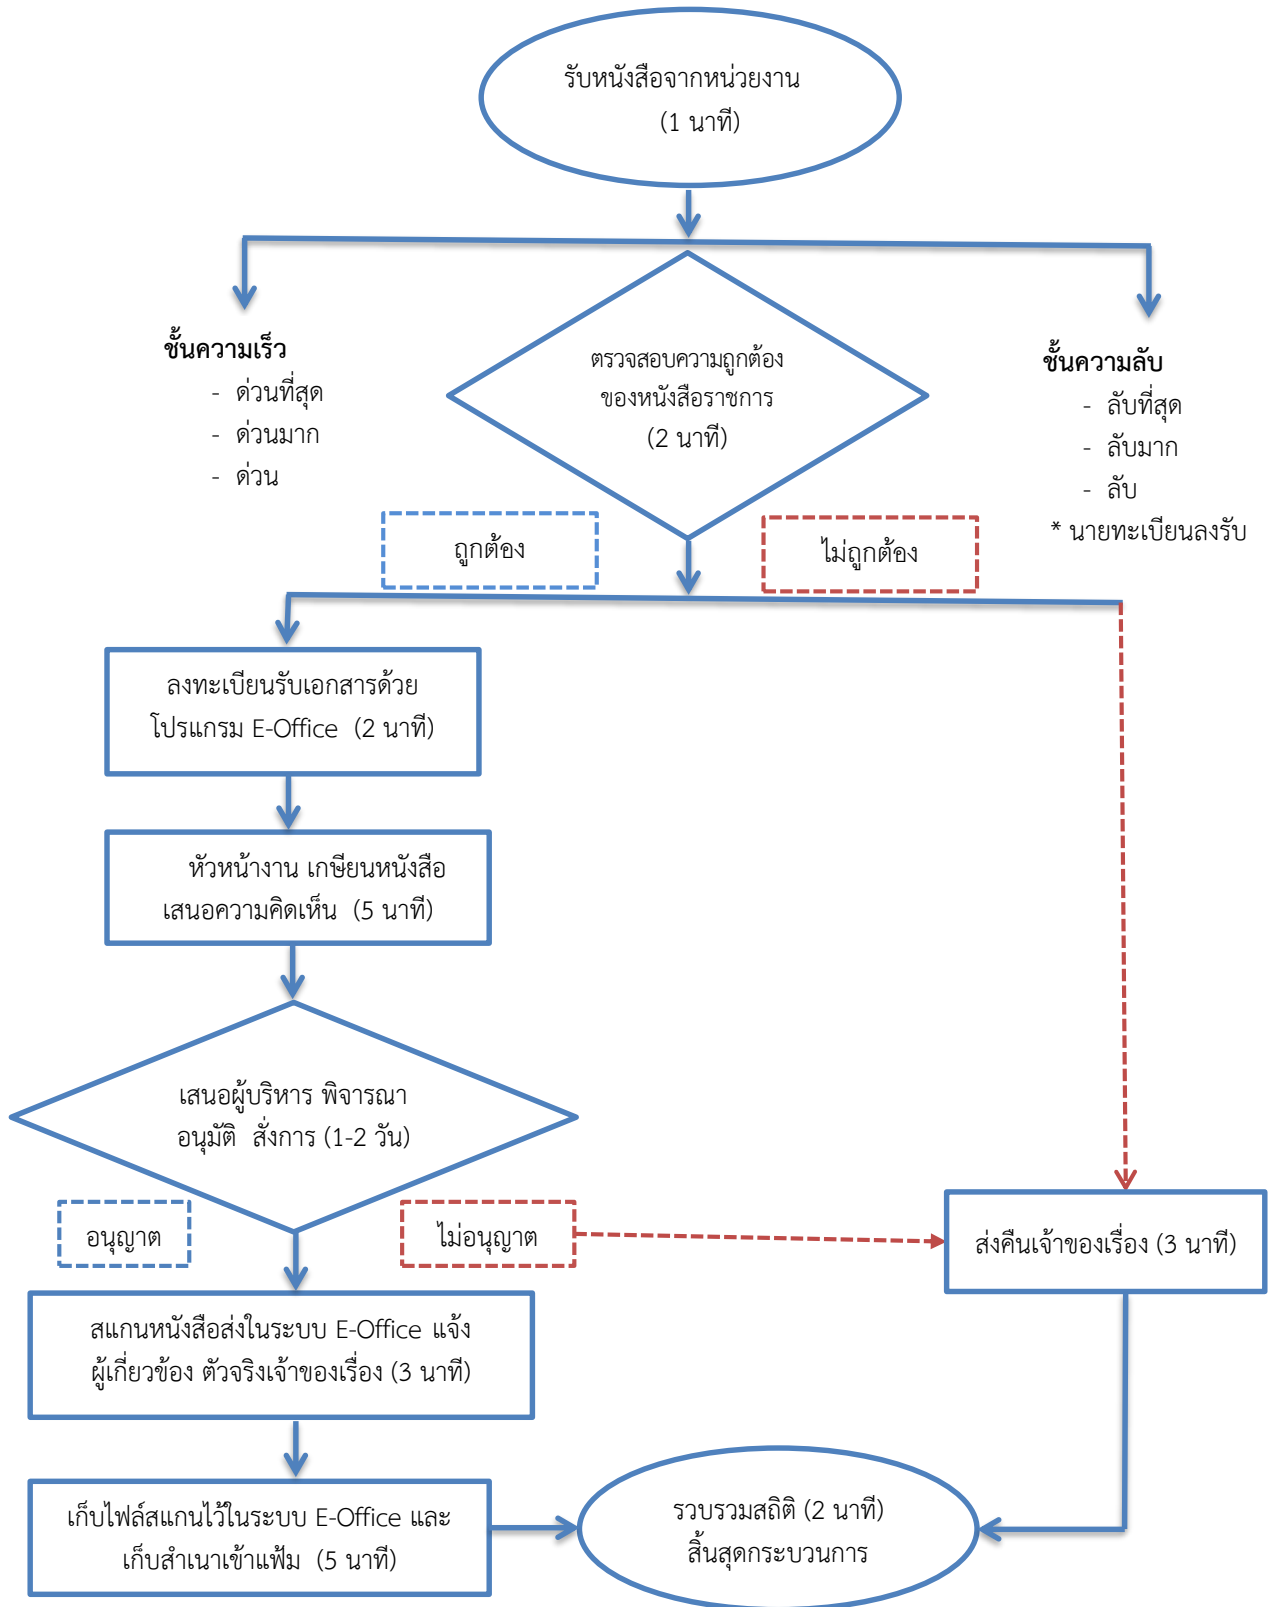 รับหนังสือจากหน่วยงาน
(1 นาที)
ชั้นความเร็ว
- ด่วนที่สุด
- ด่วนมาก
- ด่วน
ตรวจสอบความถูกต้อง
ของหนังสือราชการ
(2 นาที)
ชั้นความลับ
- ลับที่สุด
- ลับมาก
- ลับ
* นายทะเบียนลงรับ
ถูกต้อง
ไม่ถูกต้อง
ลงทะเบียนรับเอกสารด้วย
โปรแกรม E-Office (2 นาที)
หัวหน้างาน เกษียนหนังสือ
เสนอความคิดเห็น (5 นาที)
เสนอผู้บริหาร พิจารณา
อนุมัติ สั่งการ (1-2 วัน)
อนุญาต
ไม่อนุญาต
ส่งคืนเจ้าของเรื่อง (3 นาที)
สแกนหนังสือส่งในระบบ E-Office แจ้ง
ผู้เกี่ยวข้อง ตัวจริงเจ้าของเรื่อง (3 นาที)
เก็บไฟล์สแกนไว้ในระบบ E-Office และ
เก็บสำเนาเข้าแฟ้ม (5 นาที)
รวบรวมสถิติ (2 นาที)
สิ้นสุดกระบวนการ